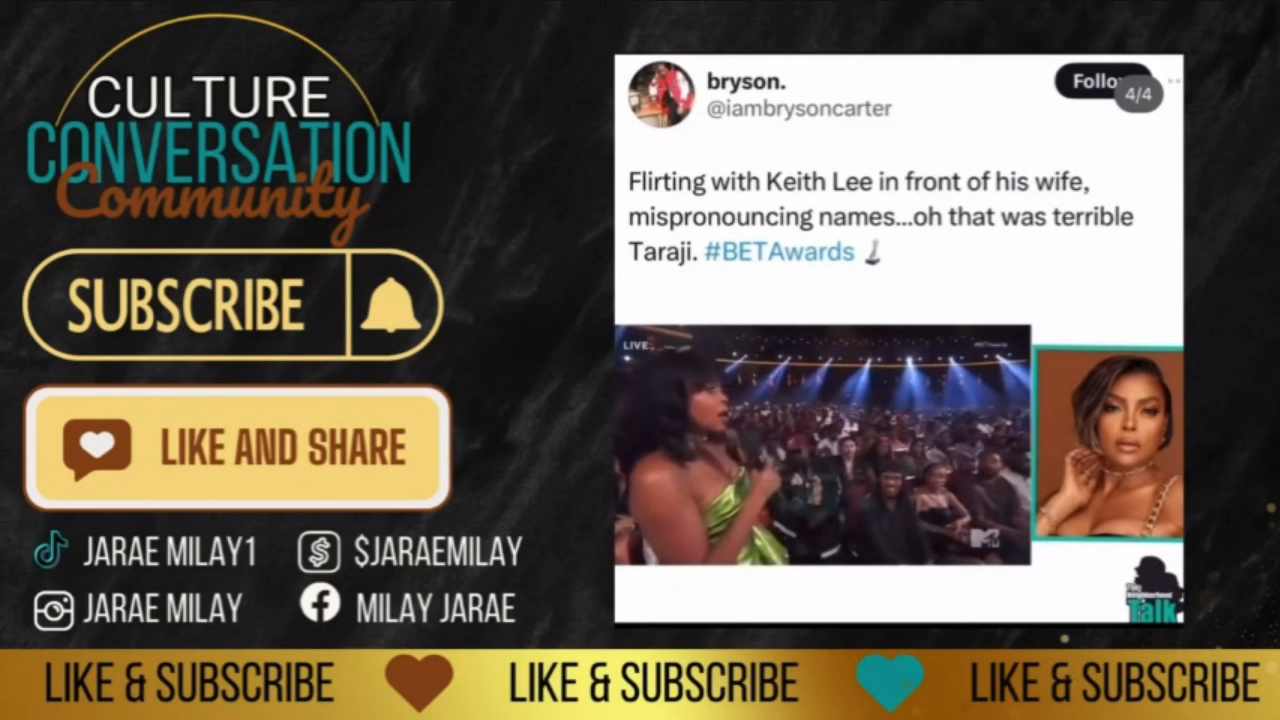 CULTURE
CONVERSATION
Community
SUBSCRIBE
LIKE AND SHARE
JARAE MILAY1
$JARAEMILAY
JARAE MILAY
MILAY JARAE
bryson.
@iambrysoncarter
4/4
Flirting with Keith Lee in front of his wife,
mispronouncing names...oh that was terrible
Taraji. #BETAwards
LIVE
Neighborhood
Talk
LIKE & SUBSCRIBE
LIKE & SUBSCRIBE
LIKE & SUBSCRIBE